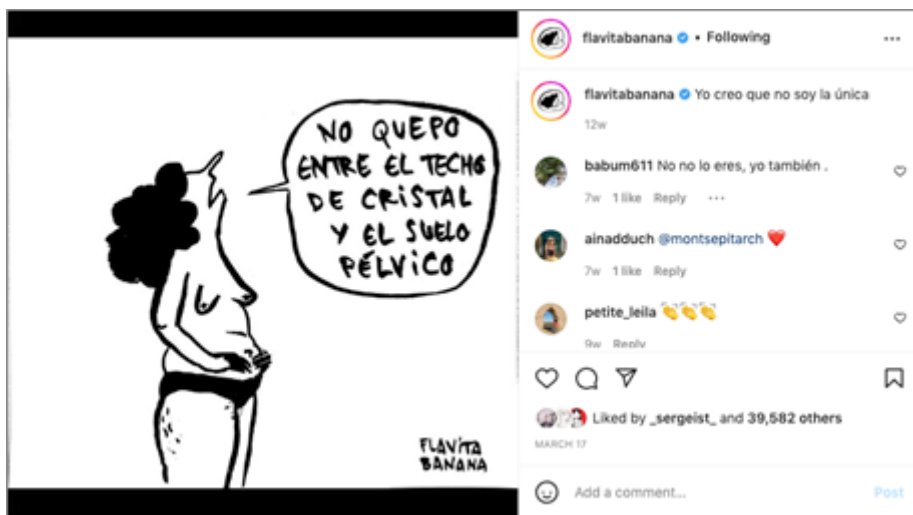 flavitabanana • Following
flavitabanana Yo creo que no soy la única
12w
NO QUEPO
ENTRE EL TECHO
DE CRISTAL
Y EL SUELO
PÉLVICO
FLAVITA
BANANA
babum611 No no lo eres, yo también .
7w 1 like Reply
ainadduch @montsepitarch ❤️
7w 1 like Reply
petite_leila 👏👏👏
9w Reply
Liked by _sergeist_ and 39,582 others
MARCH 17
Add a comment...
Post